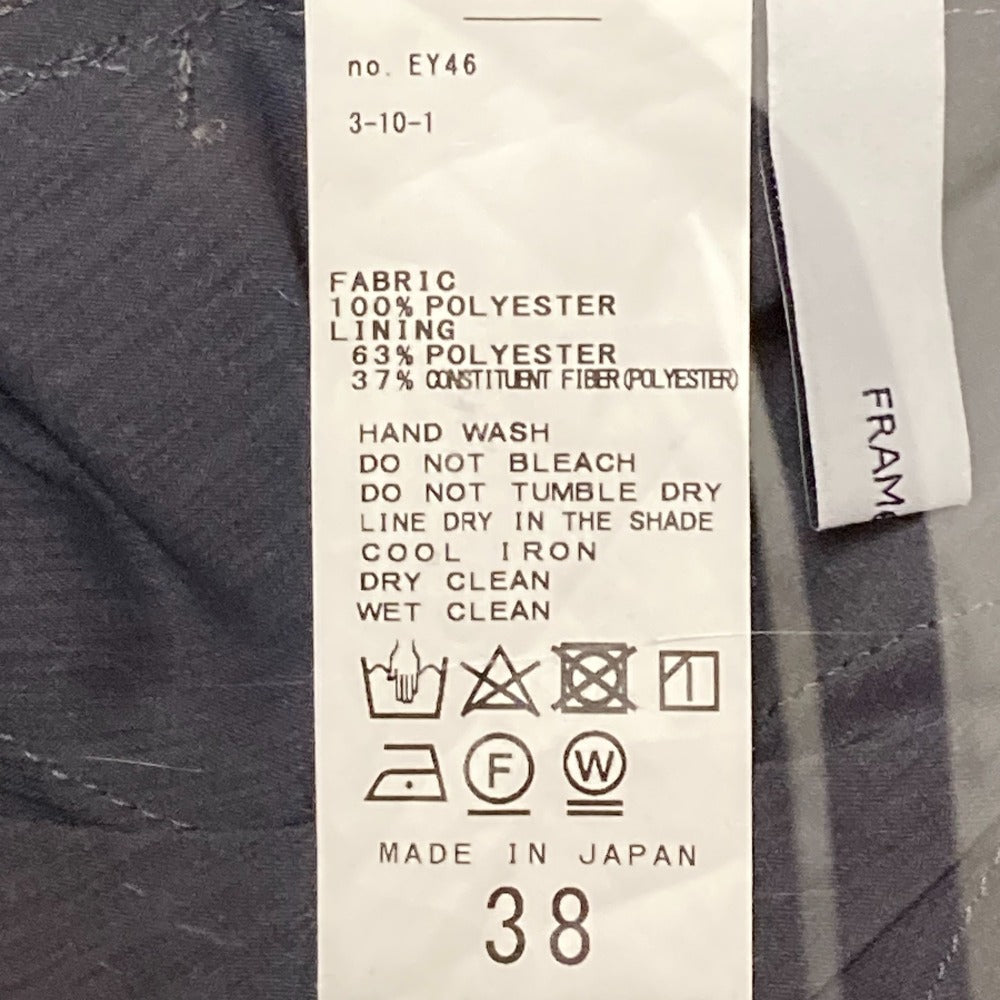 no. EY46
3-10-1
FABRIC
100% POLYESTER
LINING
63% POLYESTER
37% CONSTITUENT FIBER(POLYESTER)
HAND WASH
DO NOT BLEACH
DO NOT TUMBLE DRY
LINE DRY IN THE SHADE
COOL IRON
DRY CLEAN
WET CLEAN
F W
MADE IN JAPAN
38